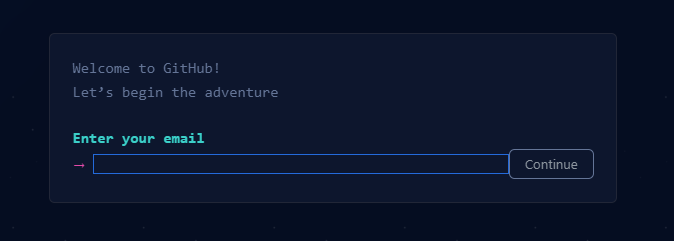 Welcome to GitHub!
Let’s begin the adventure
Enter your email
→
Continue